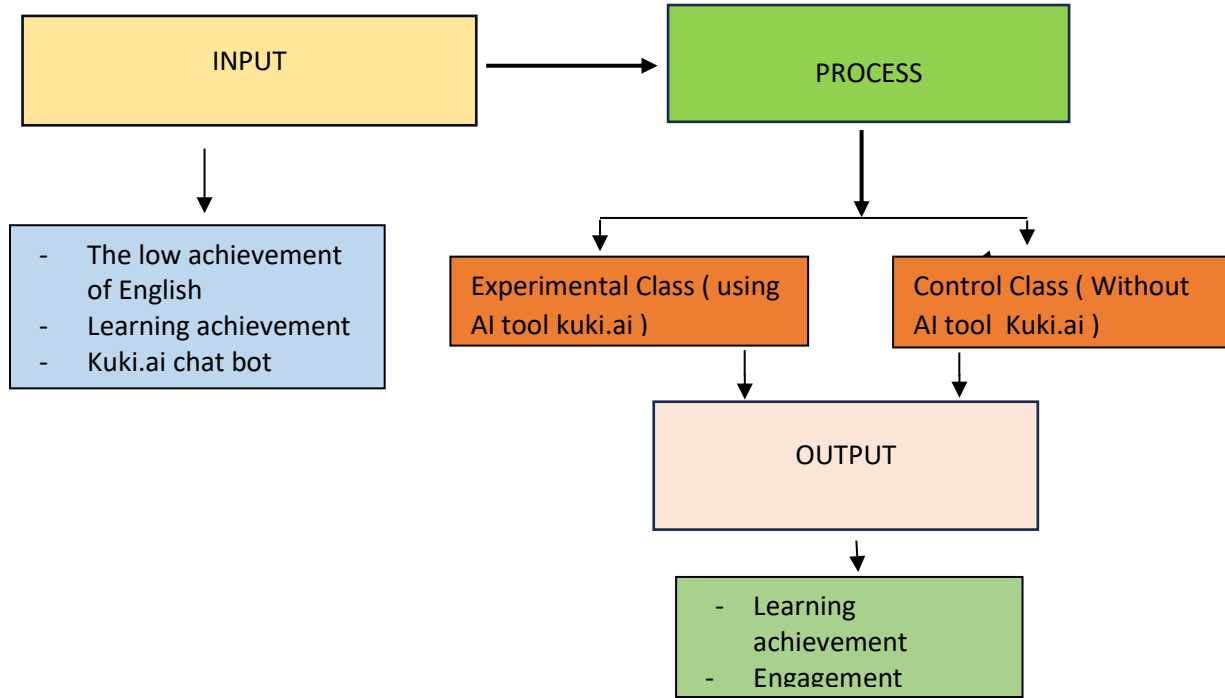 INPUT
PROCESS
- The low achievement
of English
- Learning achievement
- Kuki.ai chat bot
Experimental Class ( using
AI tool kuki.ai )
Control Class ( Without
AI tool Kuki.ai )
OUTPUT
- Learning
achievement
- Engagement